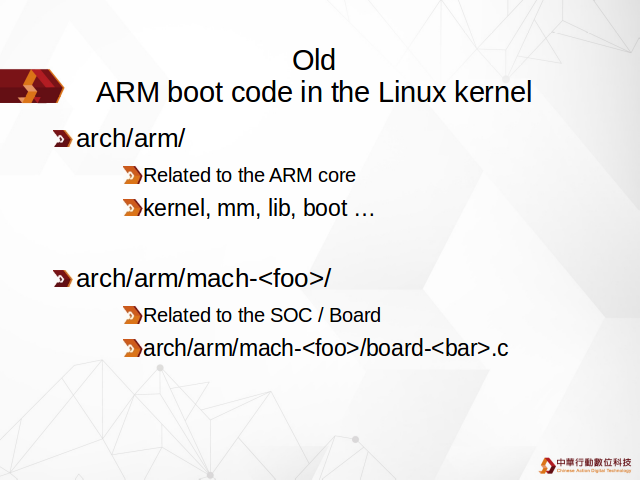 Old
ARM boot code in the Linux kernel
arch/arm/
Related to the ARM core
kernel, mm, lib, boot …
arch/arm/mach-<foo>/
Related to the SOC / Board
arch/arm/mach-<foo>/board-<bar>.c
中華行動數位科技
Chinese Action Digital Technology